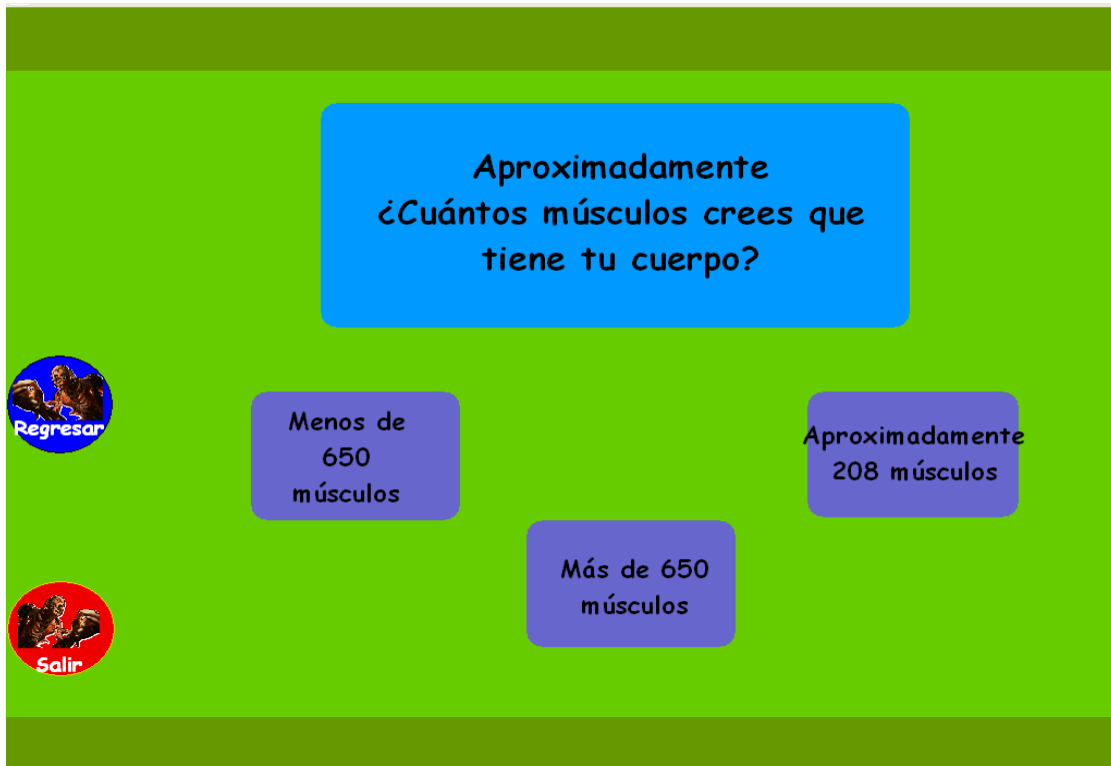 Aproximadamente
¿Cuántos músculos crees que
tiene tu cuerpo?
Regresar
Menos de
650
músculos
Aproximadamente
208 músculos
Más de 650
músculos
Salir